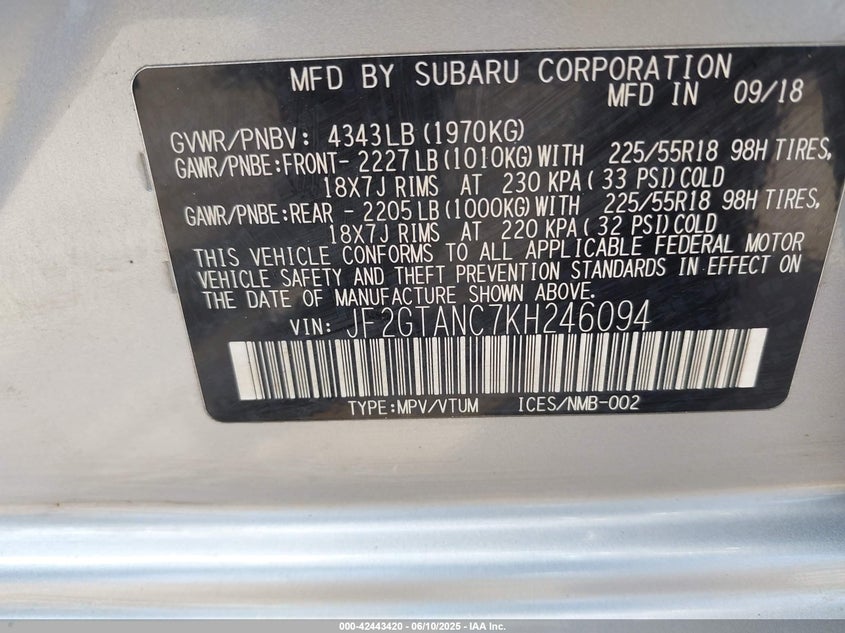 MFD BY SUBARU CORPORATION
MFD IN 09/18
GVWR/PNBV: 4343LB(1970KG)
GAWR/PNBE:FRONT- 2227LB(1010KG)WITH 225/55R18 98H TIRES,
18X7J RIMS AT 230 KPA( 33 PSI)COLD
GAWR/PNBE:REAR - 2205LB(1000KG)WITH 225/55R18 98H TIRES,
18X7J RIMS AT 220 KPA( 32 PSI)COLD
THIS VEHICLE CONFORMS TO ALL APPLICABLE FEDERAL MOTOR
VEHICLE SAFETY AND THEFT PREVENTION STANDARDS IN EFFECT ON
THE DATE OF MANUFACTURE SHOWN ABOVE.
VIN: JF2GTANC7KH246094
TYPE:MPV/VTUM ICES/NMB-002
000-42443420 - 06/10/2025 - IAA Inc.